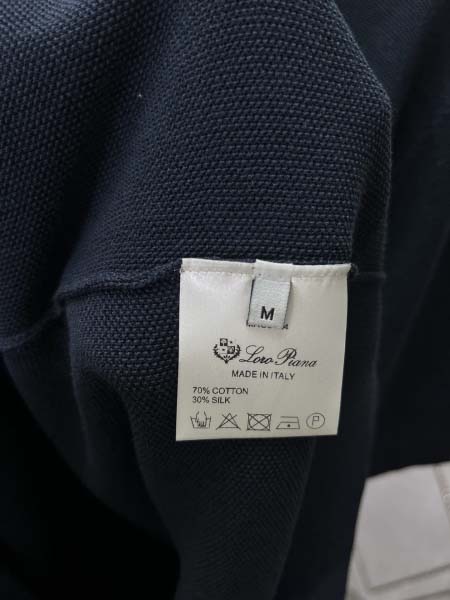 M
Loro Piana
MADE IN ITALY
70% COTTON
30% SILK
P